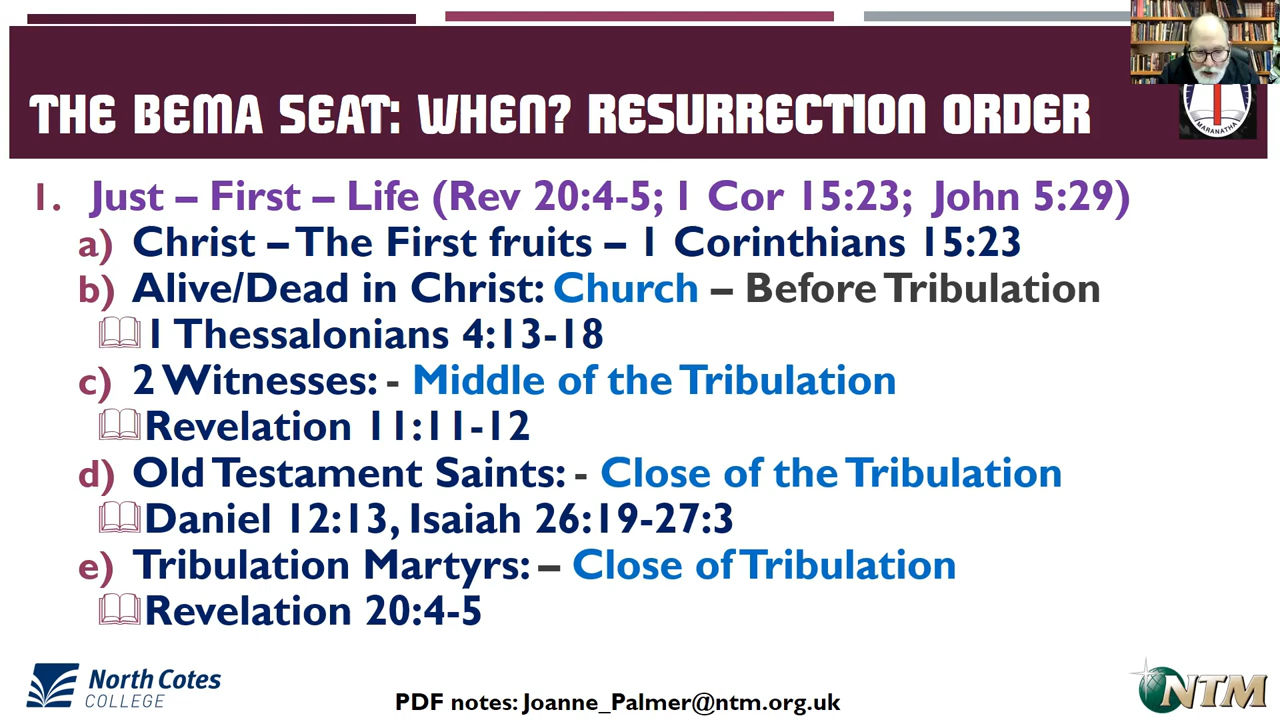 THE BEMA SEAT: WHEN? RESURRECTION ORDER
MARANATHA
1. Just – First – Life (Rev 20:4-5; 1 Cor 15:23; John 5:29)
a) Christ – The First fruits – 1 Corinthians 15:23
b) Alive/Dead in Christ: Church – Before Tribulation
1 Thessalonians 4:13-18
c) 2 Witnesses: - Middle of the Tribulation
Revelation 11:11-12
d) Old Testament Saints: - Close of the Tribulation
Daniel 12:13, Isaiah 26:19-27:3
e) Tribulation Martyrs: – Close of Tribulation
Revelation 20:4-5
North Cotes
COLLEGE
PDF notes: Joanne_Palmer@ntm.org.uk
NTM